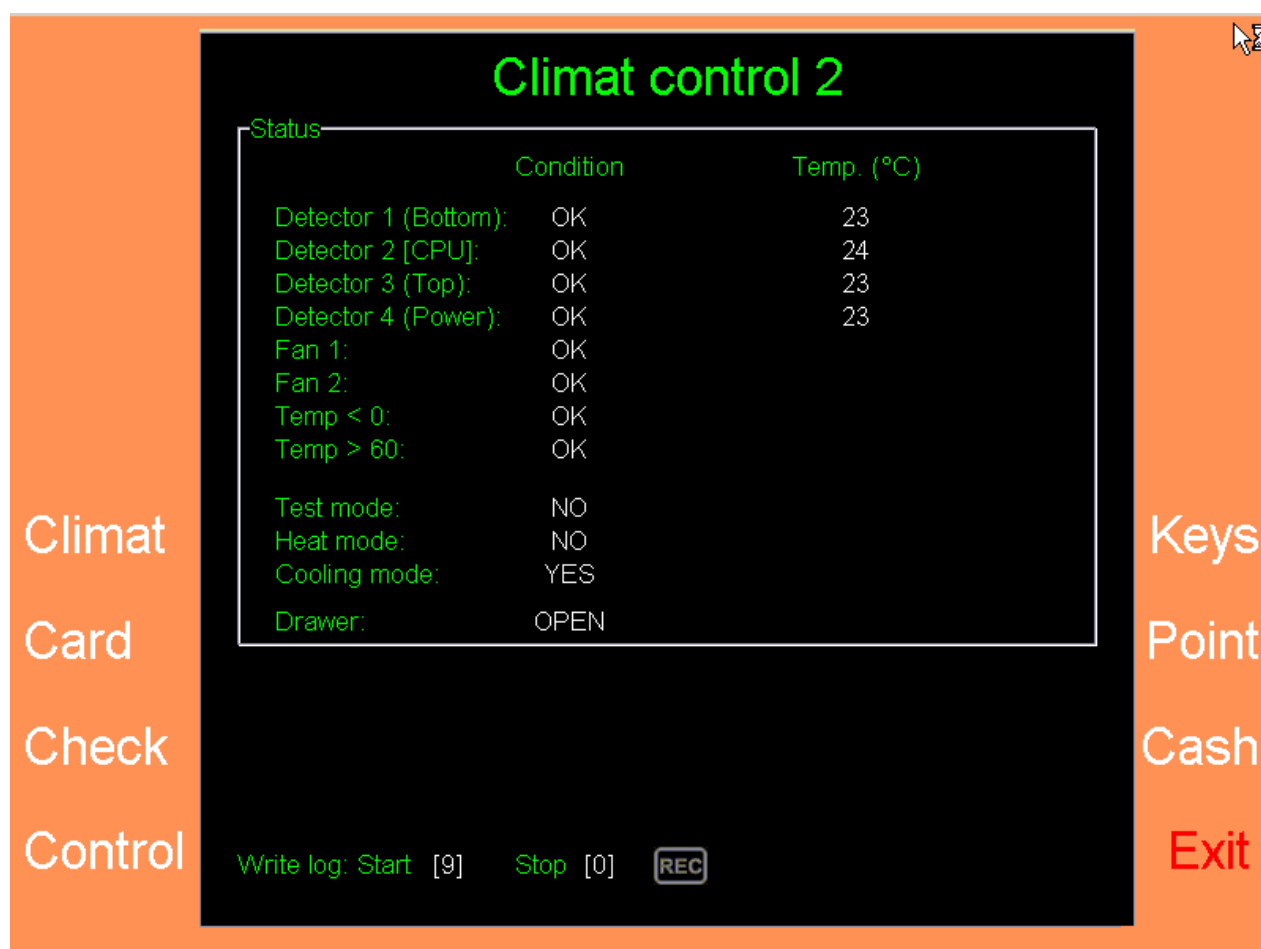 Climat control 2
Status
Condition Temp. (°C)
Detector 1 (Bottom): OK 23
Detector 2 [CPU]: OK 24
Detector 3 (Top): OK 23
Detector 4 (Power): OK 23
Fan 1: OK
Fan 2: OK
Temp < 0: OK
Temp > 60: OK
Test mode: NO
Heat mode: NO
Cooling mode: YES
Drawer: OPEN
Write log: Start [9] Stop [0] REC
Climat
Card
Check
Control
Keys
Point
Cash
Exit